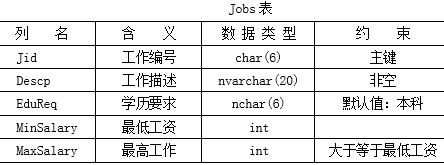 Jobs 表
列 名 含 义 数 据 类 型 约 束
Jid 工作编号 char(6) 主键
Descp 工作描述 nvarchar(20) 非空
EduReq 学历要求 nchar(6) 默认值:本科
MinSalary 最低工资 int
MaxSalary 最高工作 int 大于等于最低工资